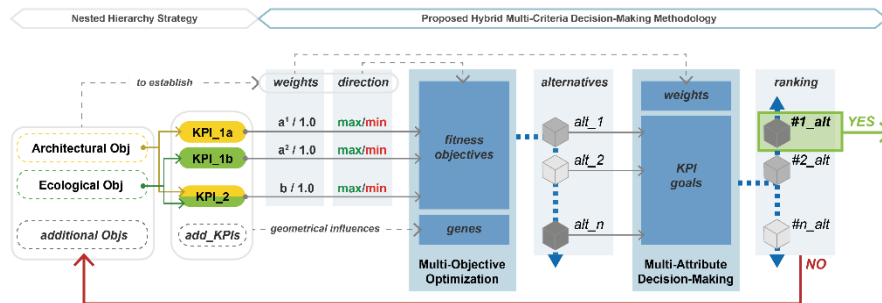 Nested Hierarchy Strategy
Proposed Hybrid Multi-Criteria Decision-Making Methodology
to establish
weights
direction
alternatives
ranking
weights
Architectural Obj
Ecological Obj
additional Objs
KPI_1a
KPI_1b
KPI_2
add_KPIs
a¹ / 1.0
max/min
a² / 1.0
max/min
b / 1.0
max/min
geometrical influences
fitness
objectives
genes
Multi-Objective
Optimization
alt_1
alt_2
alt_n
KPI
goals
Multi-Attribute
Decision-Making
#1_alt
#2_alt
#n_alt
YES
NO